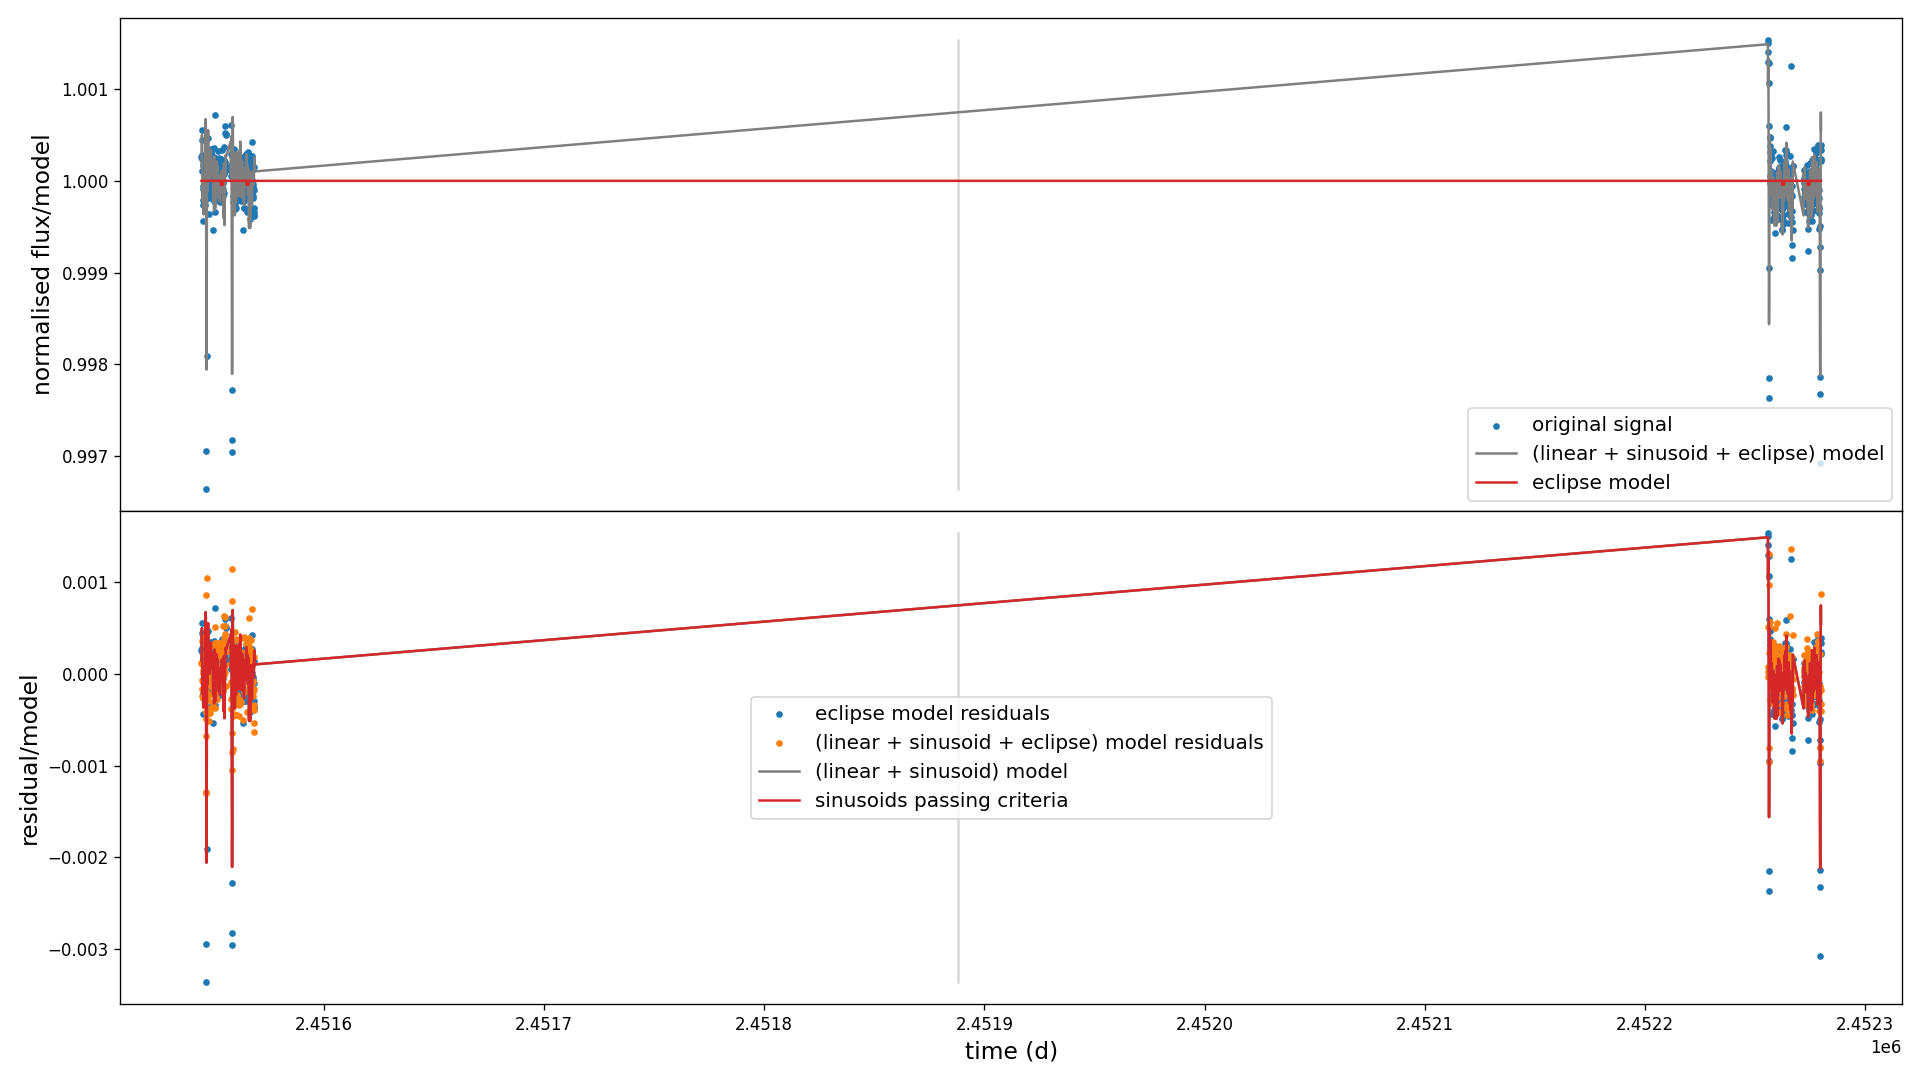 normalised flux/model
1.001
1.000
0.999
0.998
0.997
original signal
(linear + sinusoid + eclipse) model
eclipse model
residual/model
0.001
0.000
−0.001
−0.002
−0.003
eclipse model residuals
(linear + sinusoid + eclipse) model residuals
(linear + sinusoid) model
sinusoids passing criteria
2.4516
2.4517
2.4518
2.4519
2.4520
2.4521
2.4522
2.4523
1e6
time (d)